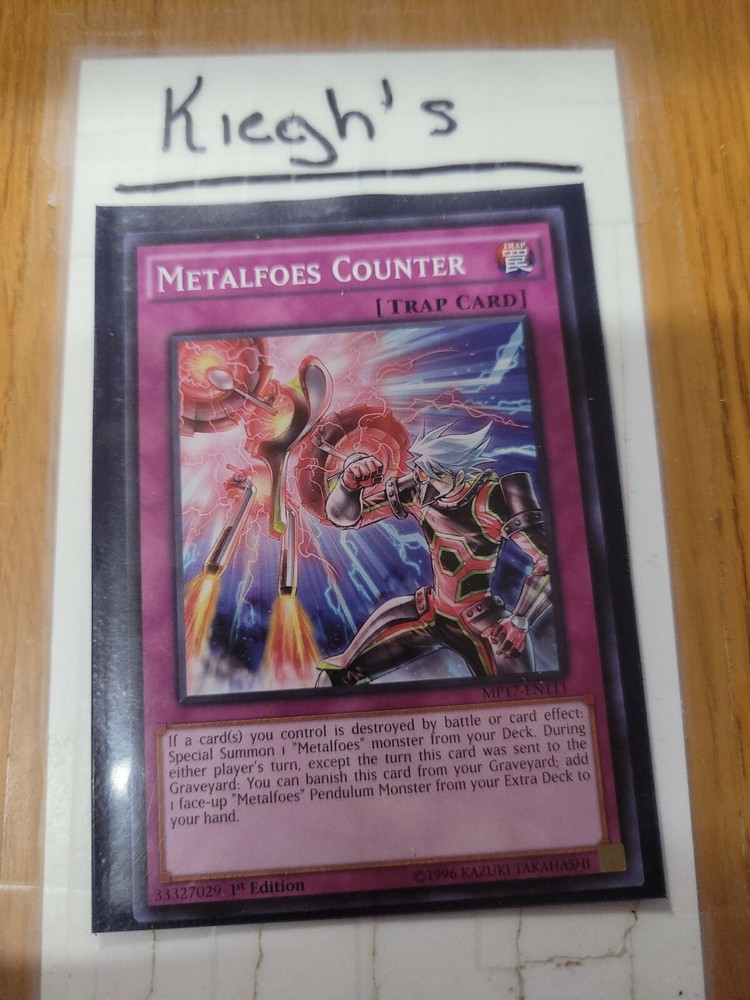 Kiegh's
METALFOES COUNTER
TRAP
罠
[TRAP CARD]
MP17-EN111
If a card(s) you control is destroyed by battle or card effect:
Special Summon 1 "Metalfoes" monster from your Deck. During
either player's turn, except the turn this card was sent to the
Graveyard: You can banish this card from your Graveyard; add
1 face-up "Metalfoes" Pendulum Monster from your Extra Deck to
your hand.
33327029 1st Edition
©1996 KAZUKI TAKAHASHI